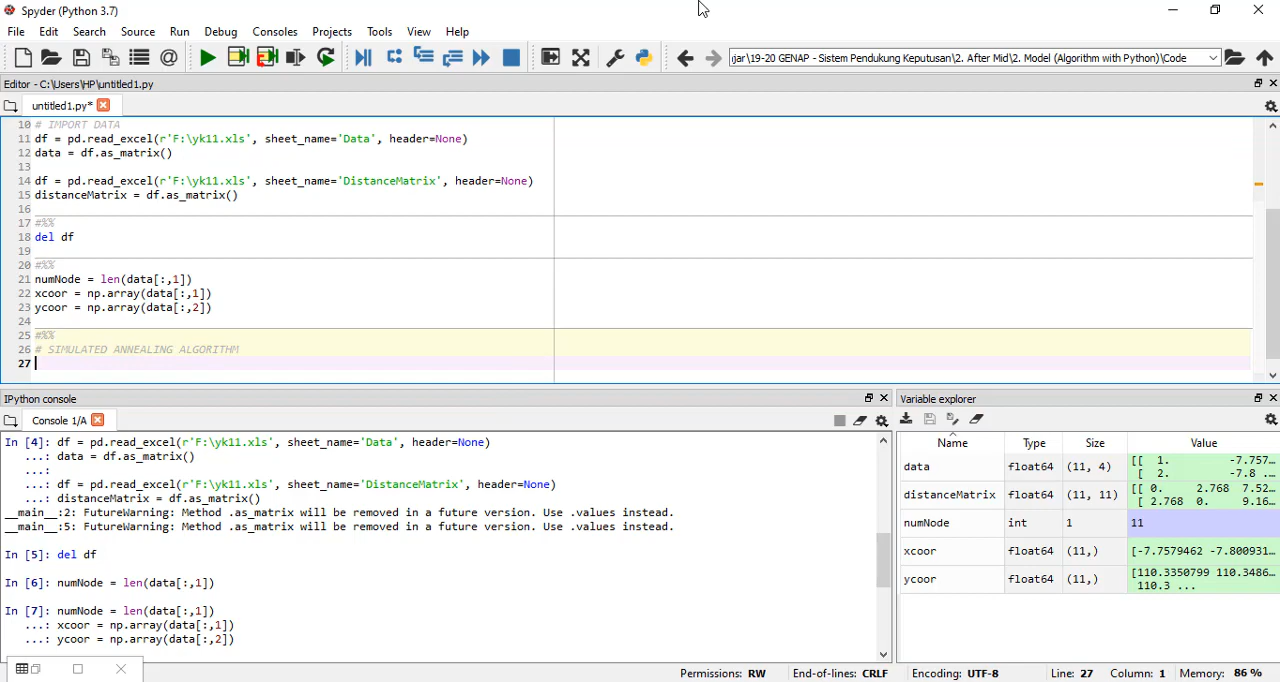 Spyder (Python 3.7)
File Edit Search Source Run Debug Consoles Projects Tools View Help
jar\19-20 GENAP - Sistem Pendukung Keputusan\2. After Mid\2. Model (Algorithm with Python)\Code
Editor - C:\Users\HP\untitled1.py
untitled1.py*
10 # IMPORT DATA
11 df = pd.read_excel(r'F:\yk11.xls', sheet_name='Data', header=None)
12 data = df.as_matrix()
13
14 df = pd.read_excel(r'F:\yk11.xls', sheet_name='DistanceMatrix', header=None)
15 distanceMatrix = df.as_matrix()
16
17 #%%
18 del df
19
20 #%%
21 numNode = len(data[:,1])
22 xcoor = np.array(data[:,1])
23 ycoor = np.array(data[:,2])
24
25 #%%
26 # SIMULATED ANNEALING ALGORITHM
27
IPython console
Console 1/A
In [4]: df = pd.read_excel(r'F:\yk11.xls', sheet_name='Data', header=None)
...: data = df.as_matrix()
...:
...: df = pd.read_excel(r'F:\yk11.xls', sheet_name='DistanceMatrix', header=None)
...: distanceMatrix = df.as_matrix()
__main__:2: FutureWarning: Method .as_matrix will be removed in a future version. Use .values instead.
__main__:5: FutureWarning: Method .as_matrix will be removed in a future version. Use .values instead.
In [5]: del df
In [6]: numNode = len(data[:,1])
In [7]: numNode = len(data[:,1])
...: xcoor = np.array(data[:,1])
...: ycoor = np.array(data[:,2])
Variable explorer
Name Type Size Value
data float64 (11, 4) [[ 1. -7.757…
[ 2. -7.8 ...
distanceMatrix float64 (11, 11) [[ 0. 2.768 7.52…
[ 2.768 0. 9.16…
numNode int 1 11
xcoor float64 (11,) [-7.7579462 -7.800931…
ycoor float64 (11,) [110.3350799 110.3486…
110.3 ...
Permissions: RW End-of-lines: CRLF Encoding: UTF-8 Line: 27 Column: 1 Memory: 86 %